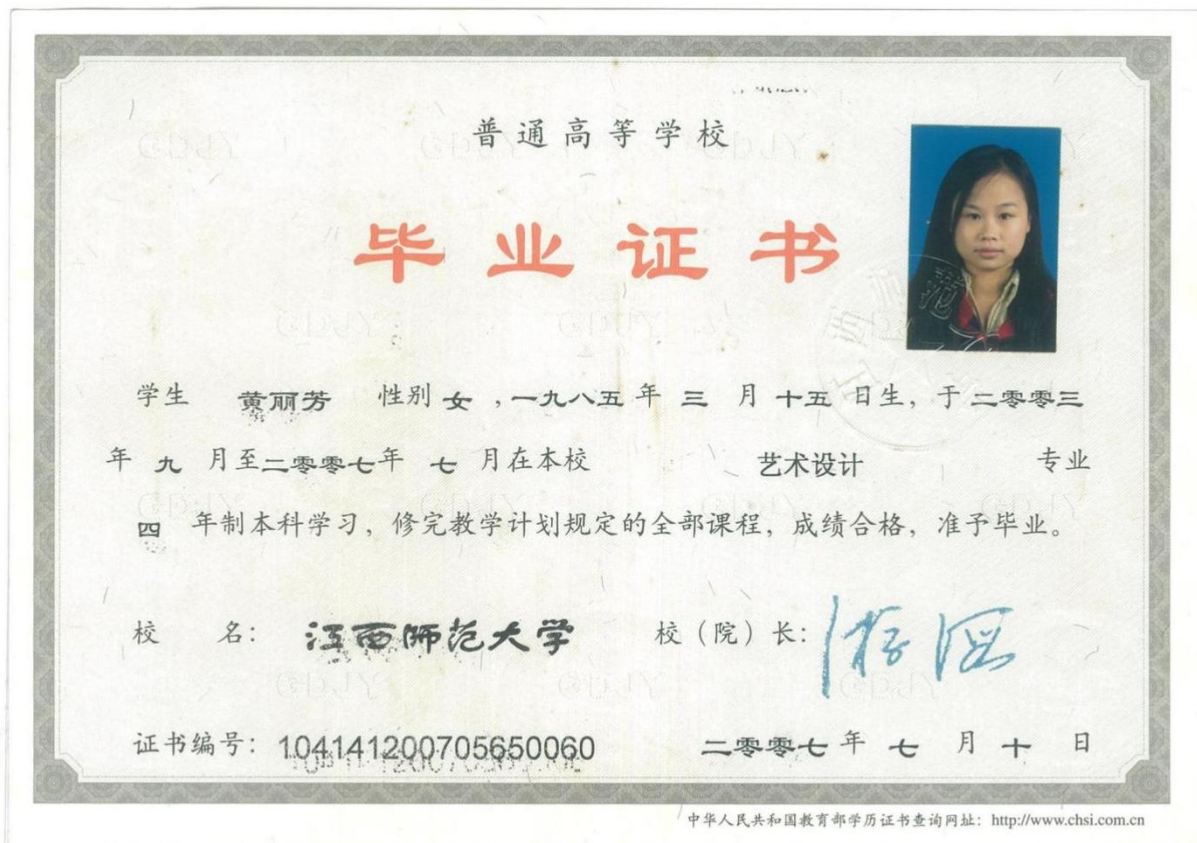 普通高等学校
毕业证书
学生 黄丽芳 性别 女，一九八五 年 三 月 十五 日生，于 二零零三
年 九 月至二零零七年 七 月在本校 艺术设计 专业
四 年制本科学习，修完教学计划规定的全部课程，成绩合格，准予毕业。
校 名： 江西师范大学 校（院）长：
证书编号：104141200705650060 二零零七 年 七 月 十 日
中华人民共和国教育部学历证书查询网址：http://www.chsi.com.cn